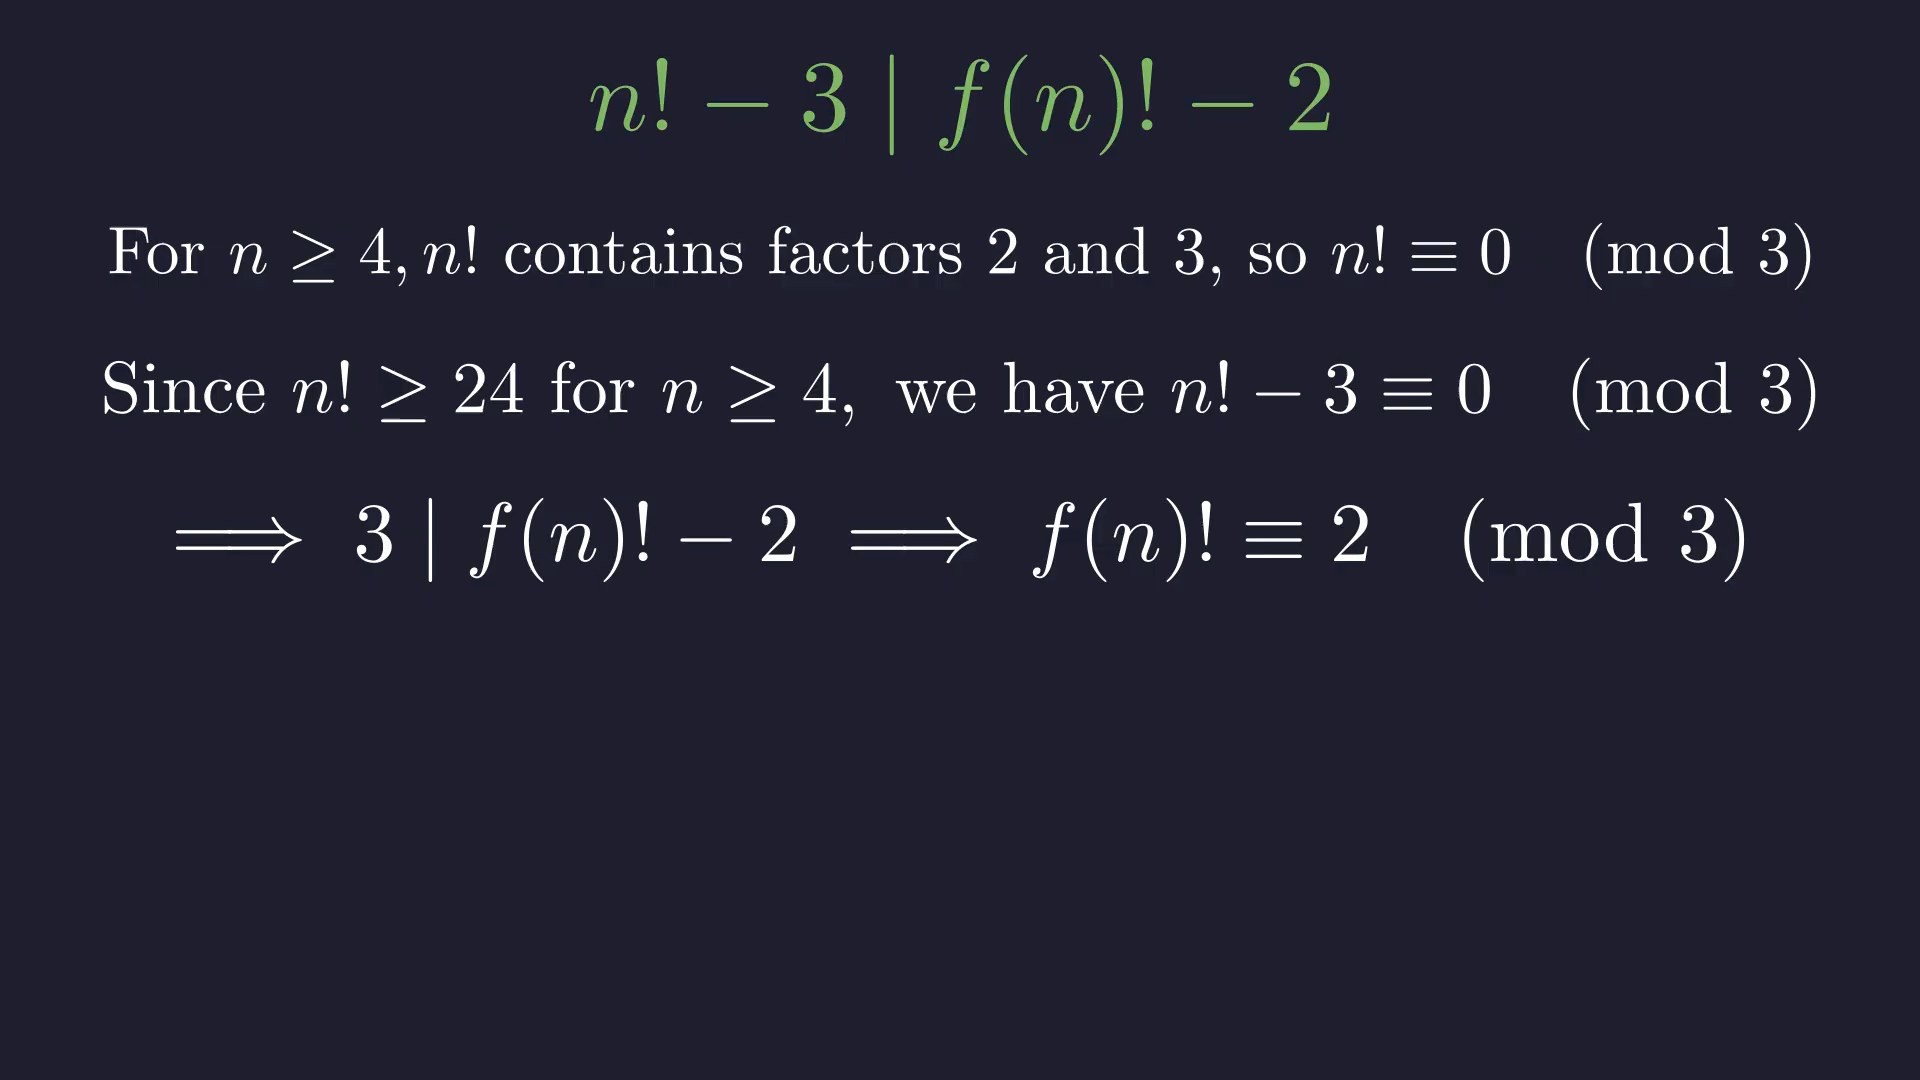 n! − 3 | f(n)! − 2
For n ≥ 4, n! contains factors 2 and 3, so n! ≡ 0 (mod 3)
Since n! ≥ 24 for n ≥ 4, we have n! − 3 ≡ 0 (mod 3)
⟹ 3 | f(n)! − 2 ⟹ f(n)! ≡ 2 (mod 3)